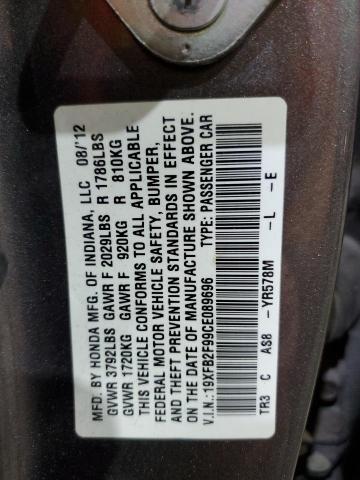 MFD. BY HONDA MFG. OF INDIANA, LLC 08/'12
GVWR 3792LBS GAWR F 2029LBS R 1786LBS
GVWR 1720KG GAWR F 920KG R 810KG
THIS VEHICLE CONFORMS TO ALL APPLICABLE
FEDERAL MOTOR VEHICLE SAFETY, BUMPER,
AND THEFT PREVENTION STANDARDS IN EFFECT
ON THE DATE OF MANUFACTURE SHOWN ABOVE.
V.I.N.: 19XFB2F99CE089696 TYPE: PASSENGER CAR
TR3 C AS8 -YR578M -L -E